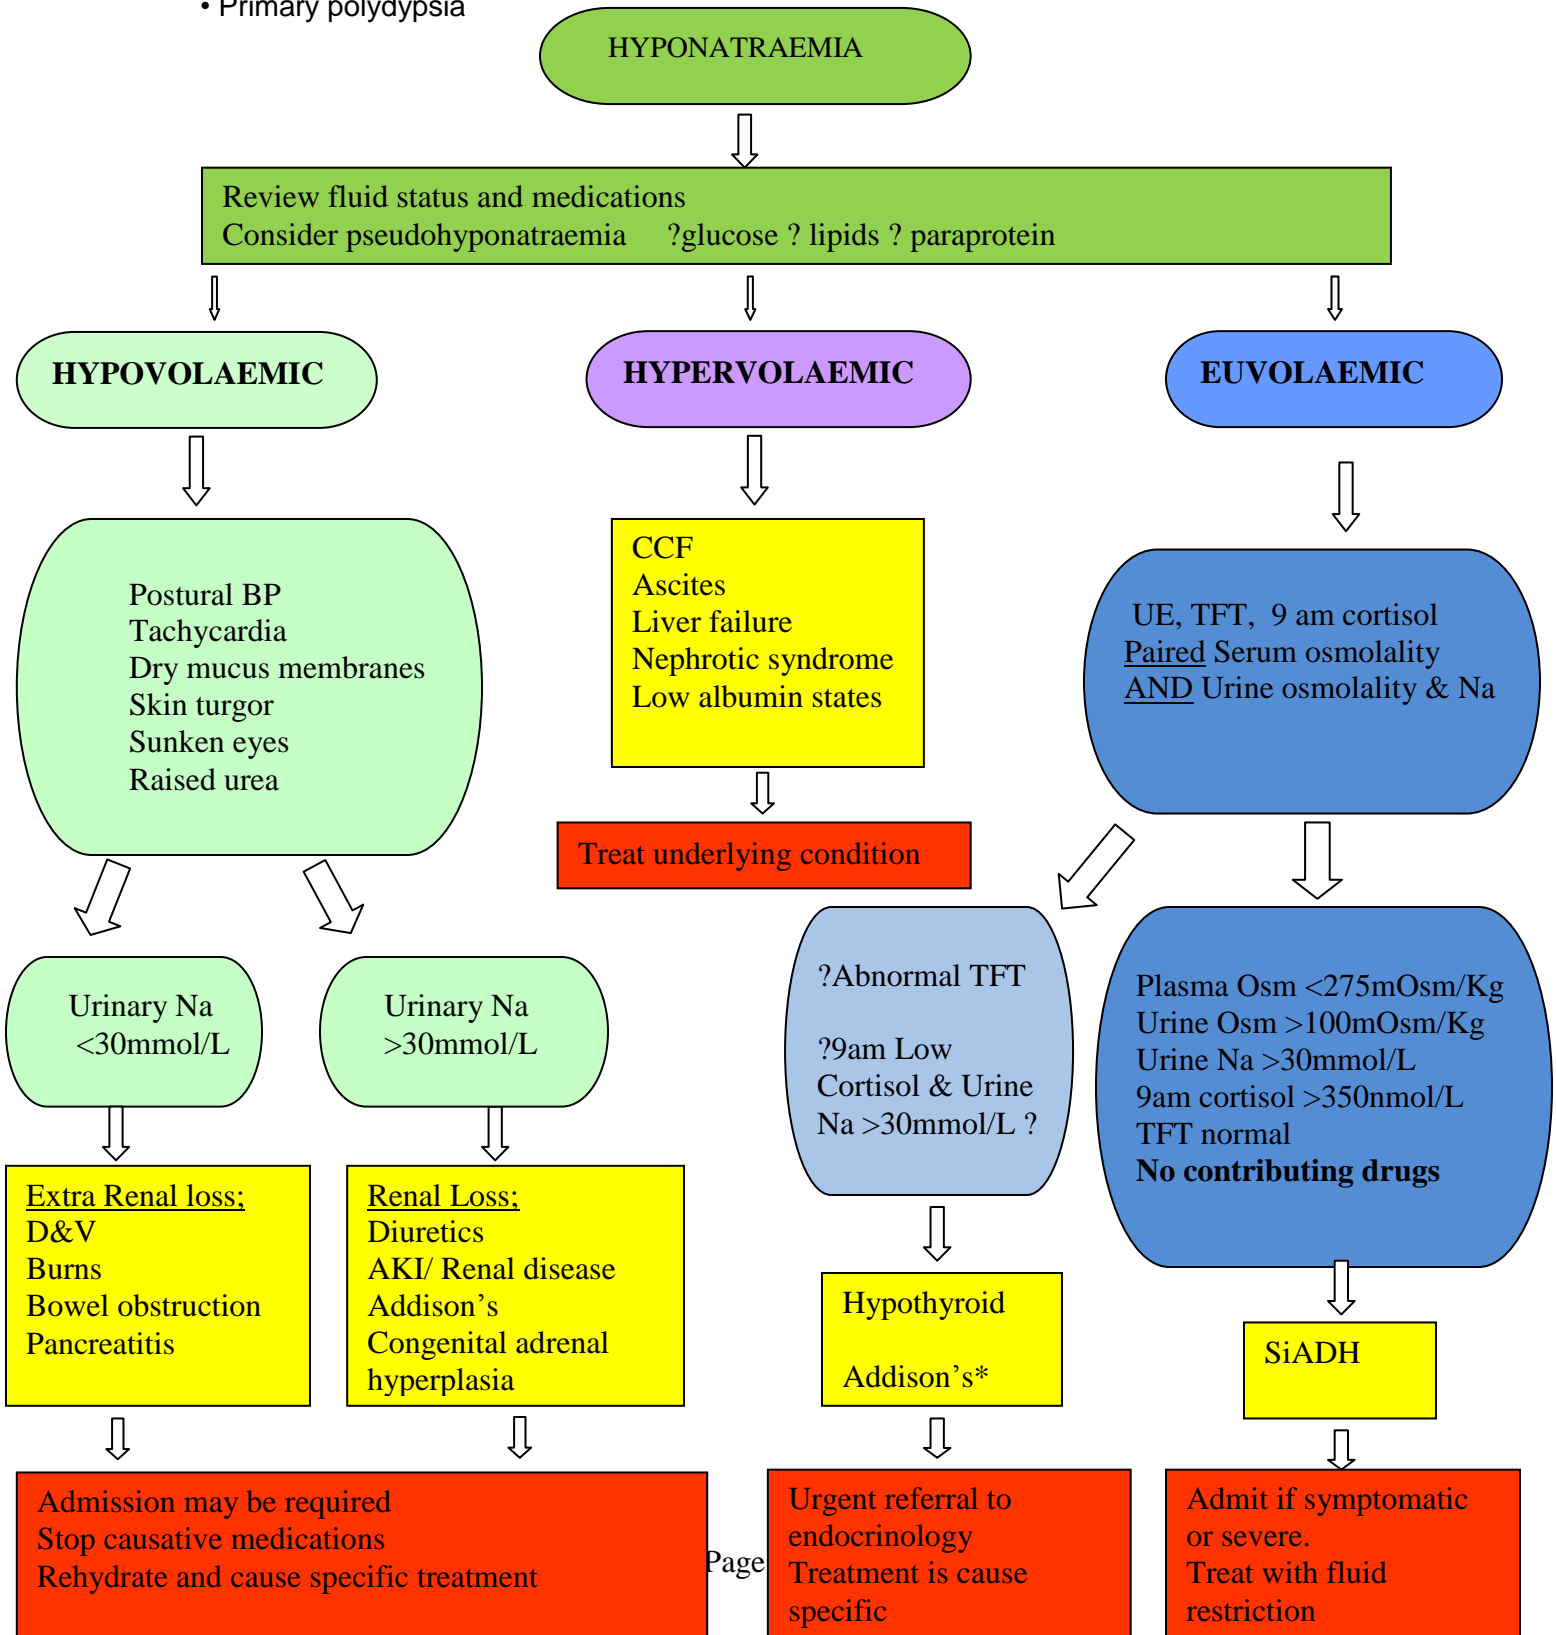 • Primary polydypsia
HYPONATRAEMIA
Review fluid status and medications
Consider pseudohyponatraemia ?glucose ? lipids ? paraprotein
HYPOVOLAEMIC
HYPERVOLAEMIC
EUVOLAEMIC
Postural BP
Tachycardia
Dry mucus membranes
Skin turgor
Sunken eyes
Raised urea
CCF
Ascites
Liver failure
Nephrotic syndrome
Low albumin states
Treat underlying condition
UE, TFT, 9 am cortisol
Paired Serum osmolality
AND Urine osmolality & Na
Urinary Na
<30mmol/L
Urinary Na
>30mmol/L
?Abnormal TFT
?9am Low
Cortisol & Urine
Na >30mmol/L ?
Plasma Osm <275mOsm/Kg
Urine Osm >100mOsm/Kg
Urine Na >30mmol/L
9am cortisol >350nmol/L
TFT normal
No contributing drugs
Extra Renal loss;
D&V
Burns
Bowel obstruction
Pancreatitis
Renal Loss;
Diuretics
AKI/ Renal disease
Addison’s
Congenital adrenal
hyperplasia
Hypothyroid
Addison’s*
SiADH
Admission may be required
Stop causative medications
Rehydrate and cause specific treatment
Page
Urgent referral to
endocrinology
Treatment is cause
specific
Admit if symptomatic
or severe.
Treat with fluid
restriction